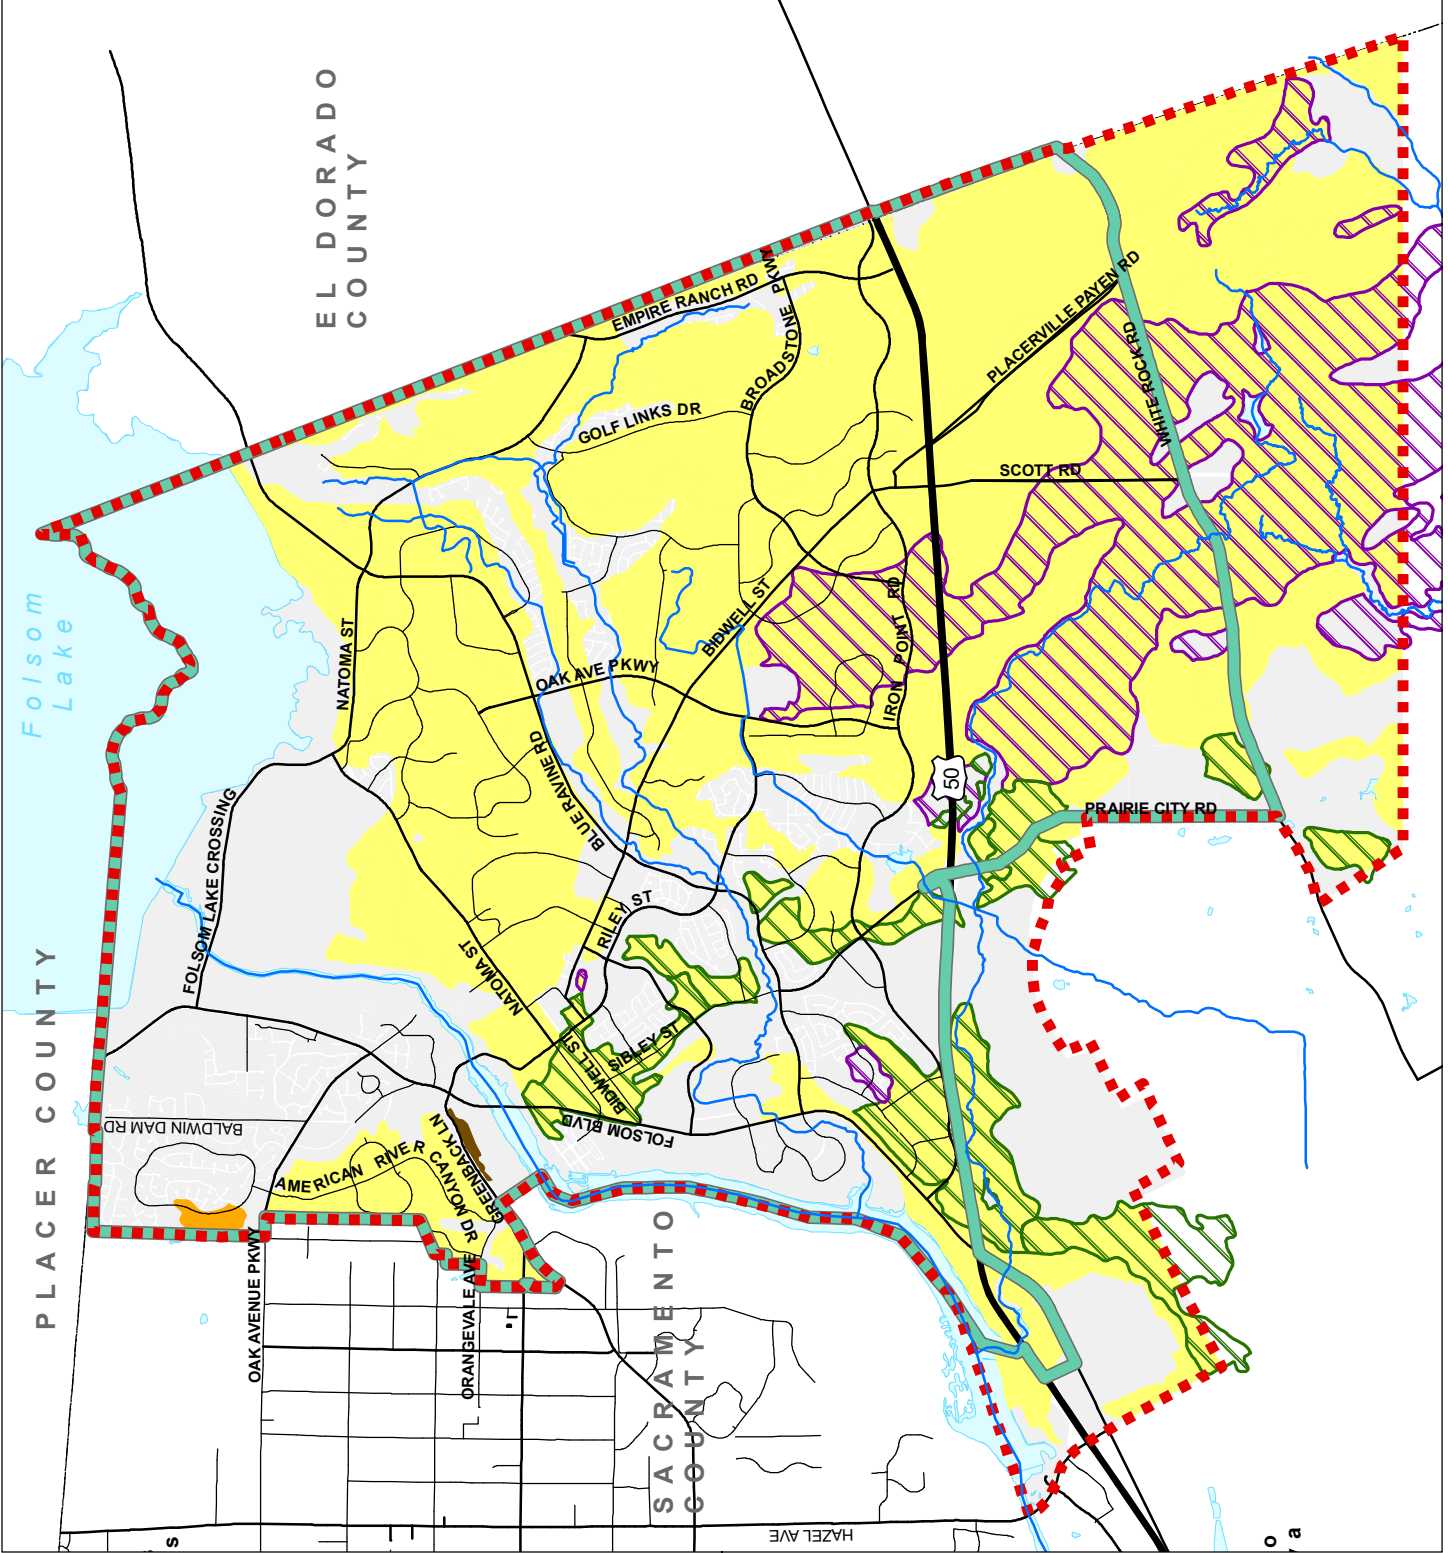 EL DORADO
COUNTY
Folsom
Lake
PLACER COUNTY
SACRAMENTO
COUNTY
EMPIRE RANCH RD
BROADSTONE PKWY
GOLF LINKS DR
PLACERVILLE PAYEN RD
WHITE ROCK RD
SCOTT RD
NATOMA ST
OAK AVE PKWY
BIDWELL ST
IRON POINT RD
BLUE RAVINE RD
50
PRAIRIE CITY RD
FOLSOM LAKE CROSSING
RILEY ST
NATOMA ST
BIDWELL ST
SIBLEY ST
FOLSOM BLVD
BALDWIN DAM RD
AMERICAN RIVER CANYON DR
GREENBACK LN
OAK AVENUE PKWY
ORANGEVALE AVE
HAZEL AVE
s
o
a